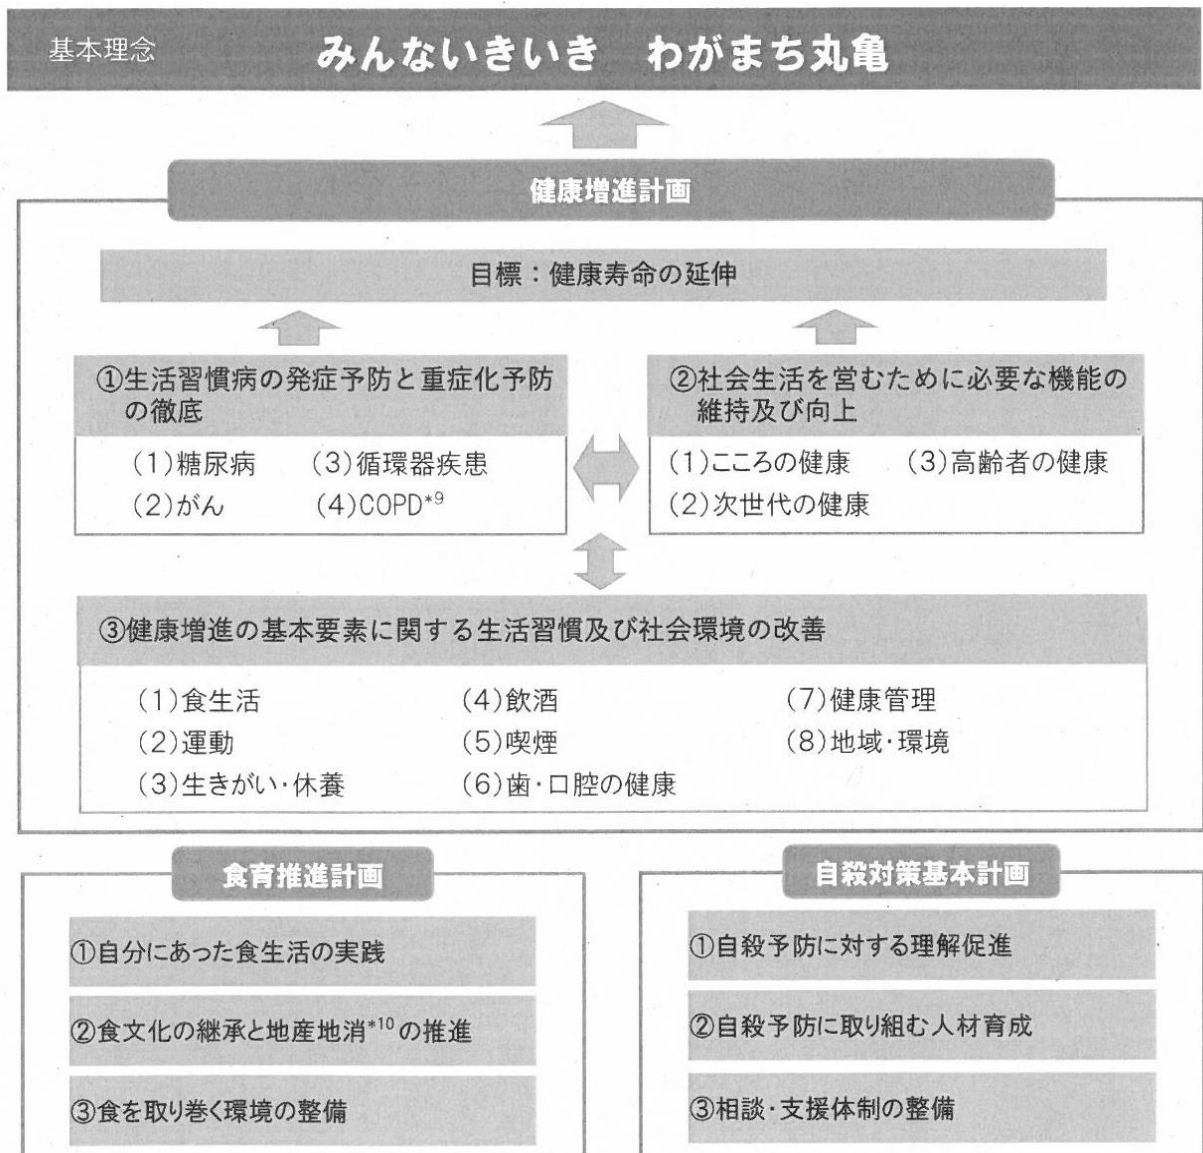 基本理念
みんないきいき わがまち丸亀
健康増進計画
目標：健康寿命の延伸
①生活習慣病の発症予防と重症化予防
の徹底
(1)糖尿病 (3)循環器疾患
(2)がん (4)COPD*9
②社会生活を営むために必要な機能の
維持及び向上
(1)こころの健康 (3)高齢者の健康
(2)次世代の健康
③健康増進の基本要素に関する生活習慣及び社会環境の改善
(1)食生活 (4)飲酒 (7)健康管理
(2)運動 (5)喫煙 (8)地域・環境
(3)生きがい・休養 (6)歯・口腔の健康
食育推進計画
①自分にあった食生活の実践
②食文化の継承と地産地消*10の推進
③食を取り巻く環境の整備
自殺対策基本計画
①自殺予防に対する理解促進
②自殺予防に取り組む人材育成
③相談・支援体制の整備